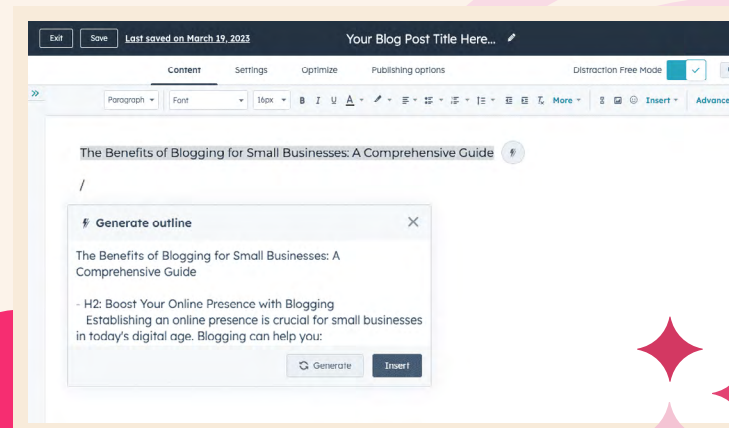 Exit Save Last saved on March 19, 2023 Your Blog Post Title Here...
Content Settings Optimize Publishing options Distraction Free Mode
Paragraph Font 16px B I U A More Insert Advance
The Benefits of Blogging for Small Businesses: A Comprehensive Guide
/
Generate outline
The Benefits of Blogging for Small Businesses: A
Comprehensive Guide
- H2: Boost Your Online Presence with Blogging
Establishing an online presence is crucial for small businesses
in today's digital age. Blogging can help you:
Generate Insert